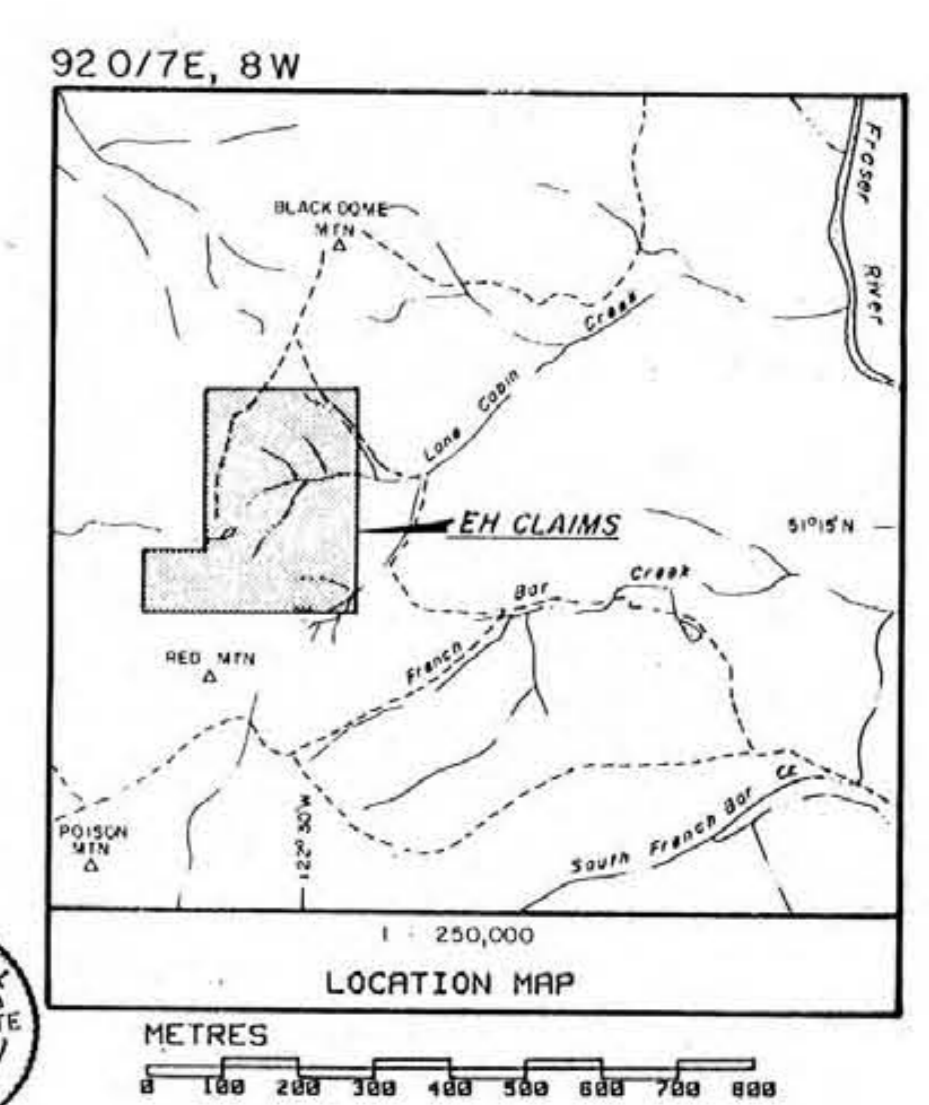 92 O/7E, 8W
Fraser River
BLACK DOME
MTN
Creek
Lone Cabin
EH CLAIMS
51°15'N
Bar Creek
French
RED MTN
122° 30' W
POISON
MTN
South French Bar Ck
1 : 250,000
LOCATION MAP
METRES
0 100 200 300 400 500 600 700 800